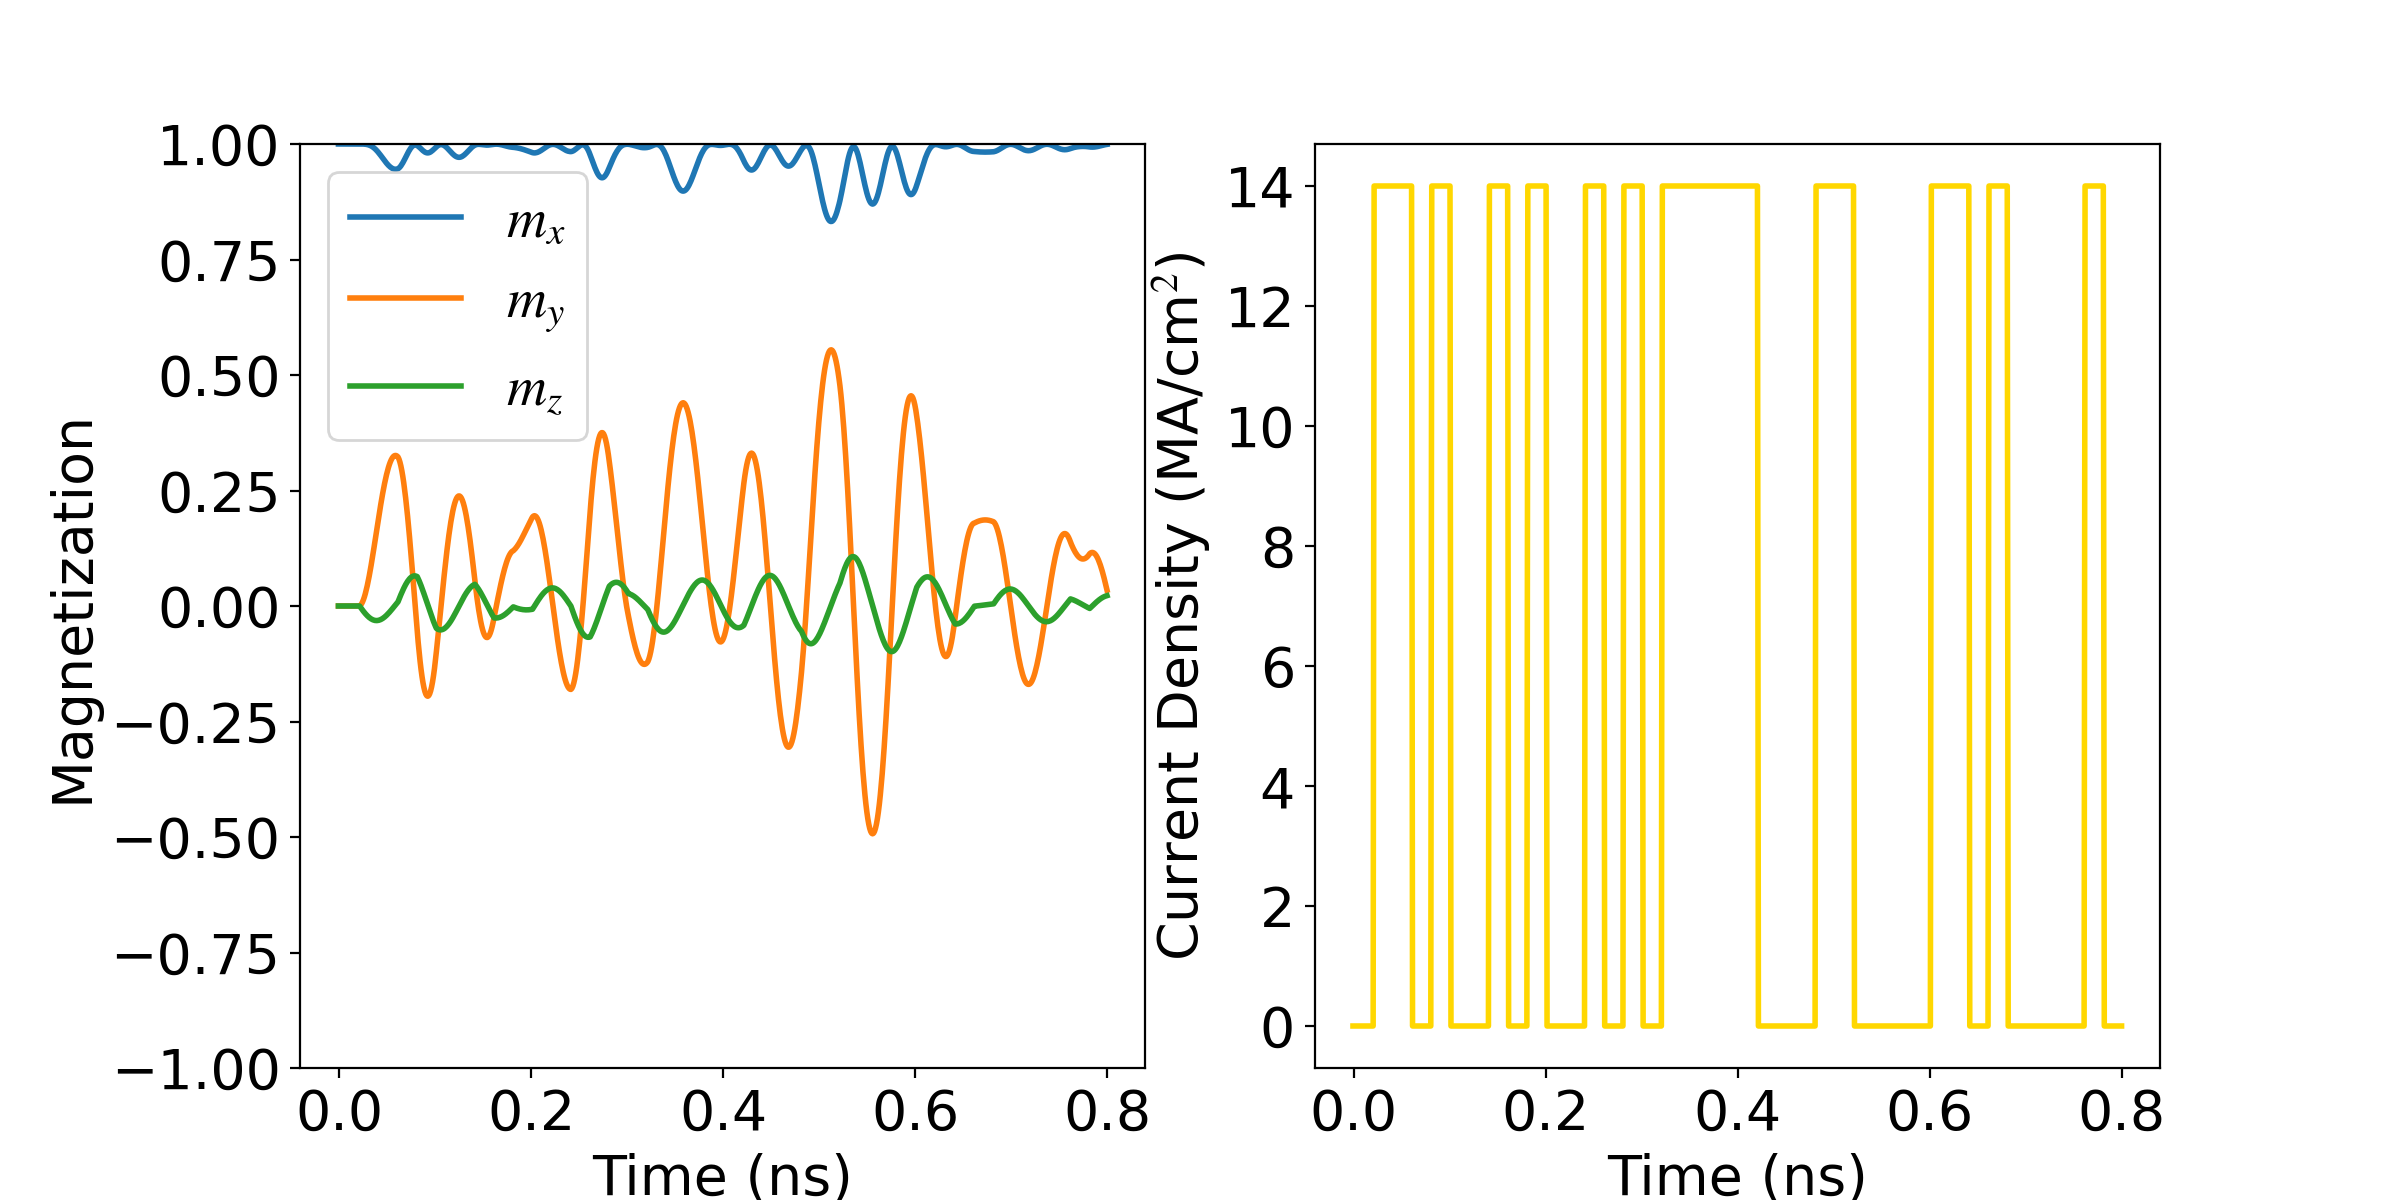 Magnetization
1.00
0.75
0.50
0.25
0.00
−0.25
−0.50
−0.75
−1.00
m_x
m_y
m_z
0.0 0.2 0.4 0.6 0.8
Time (ns)
Current Density (MA/cm²)
14
12
10
8
6
4
2
0
0.0 0.2 0.4 0.6 0.8
Time (ns)